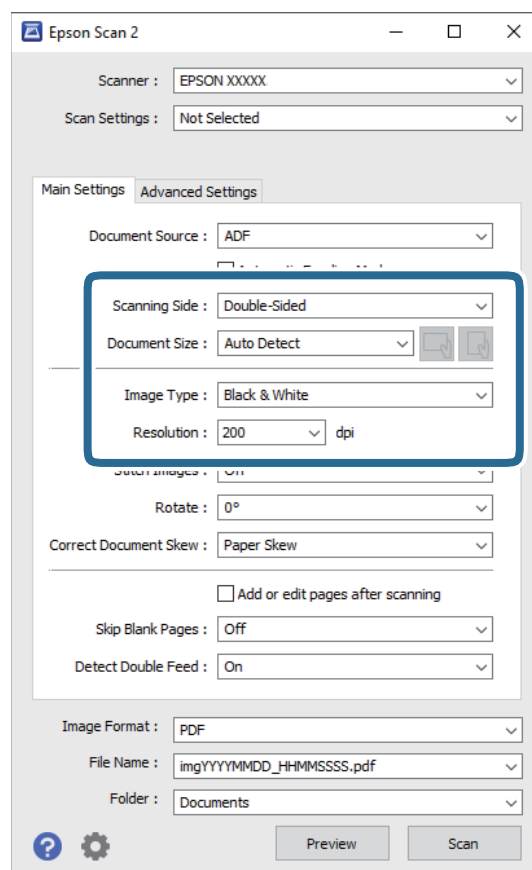 Epson Scan 2
Scanner : EPSON XXXXX
Scan Settings : Not Selected
Main Settings Advanced Settings
Document Source : ADF
Scanning Side : Double-Sided
Document Size : Auto Detect
Image Type : Black & White
Resolution : 200 dpi
Stitch Images : Off
Rotate : 0°
Correct Document Skew : Paper Skew
Add or edit pages after scanning
Skip Blank Pages : Off
Detect Double Feed : On
Image Format : PDF
File Name : imgYYYYMMDD_HHMMSSSS.pdf
Folder : Documents
Preview Scan